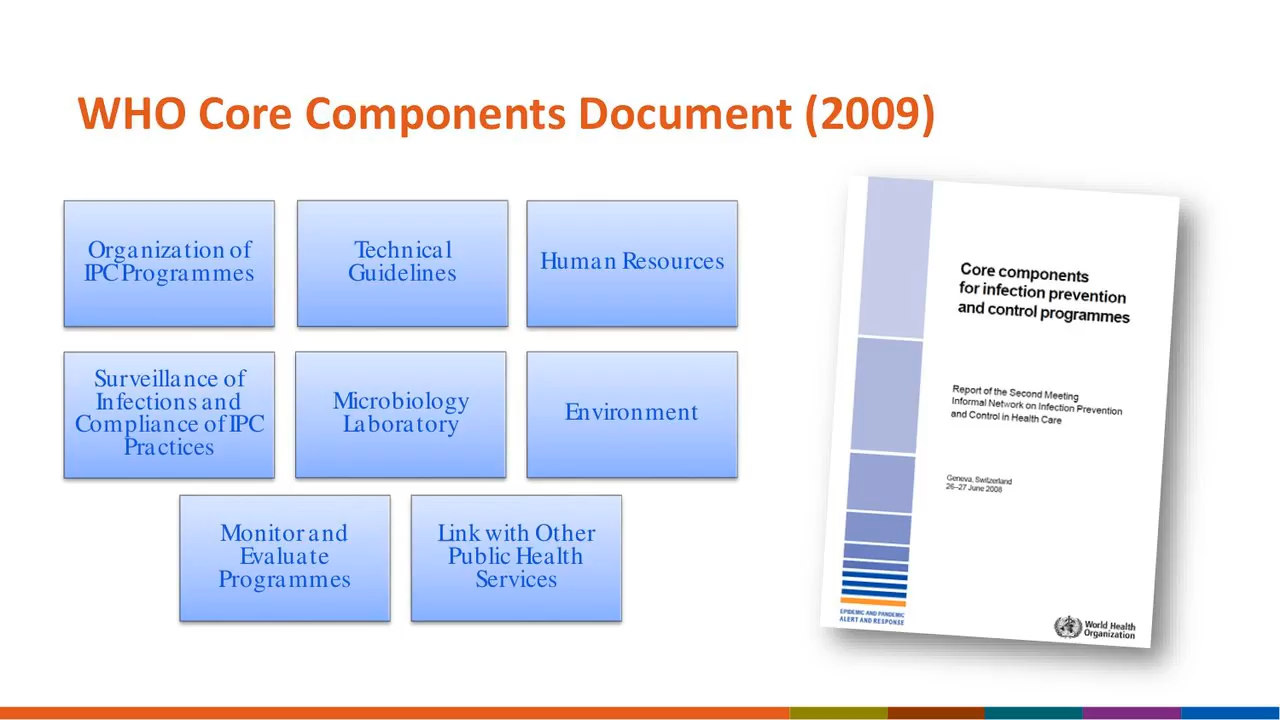 WHO Core Components Document (2009)
Organization of
IPC Programmes
Technical
Guidelines
Human Resources
Surveillance of
Infections and
Compliance of IPC
Practices
Microbiology
Laboratory
Environment
Monitor and
Evaluate
Programmes
Link with Other
Public Health
Services
Core components
for infection prevention
and control programmes
Report of the Second Meeting
Informal Network on Infection Prevention
and Control in Health Care
Geneva, Switzerland
26–27 June 2008
EPIDEMIC AND PANDEMIC
ALERT AND RESPONSE
World Health
Organization